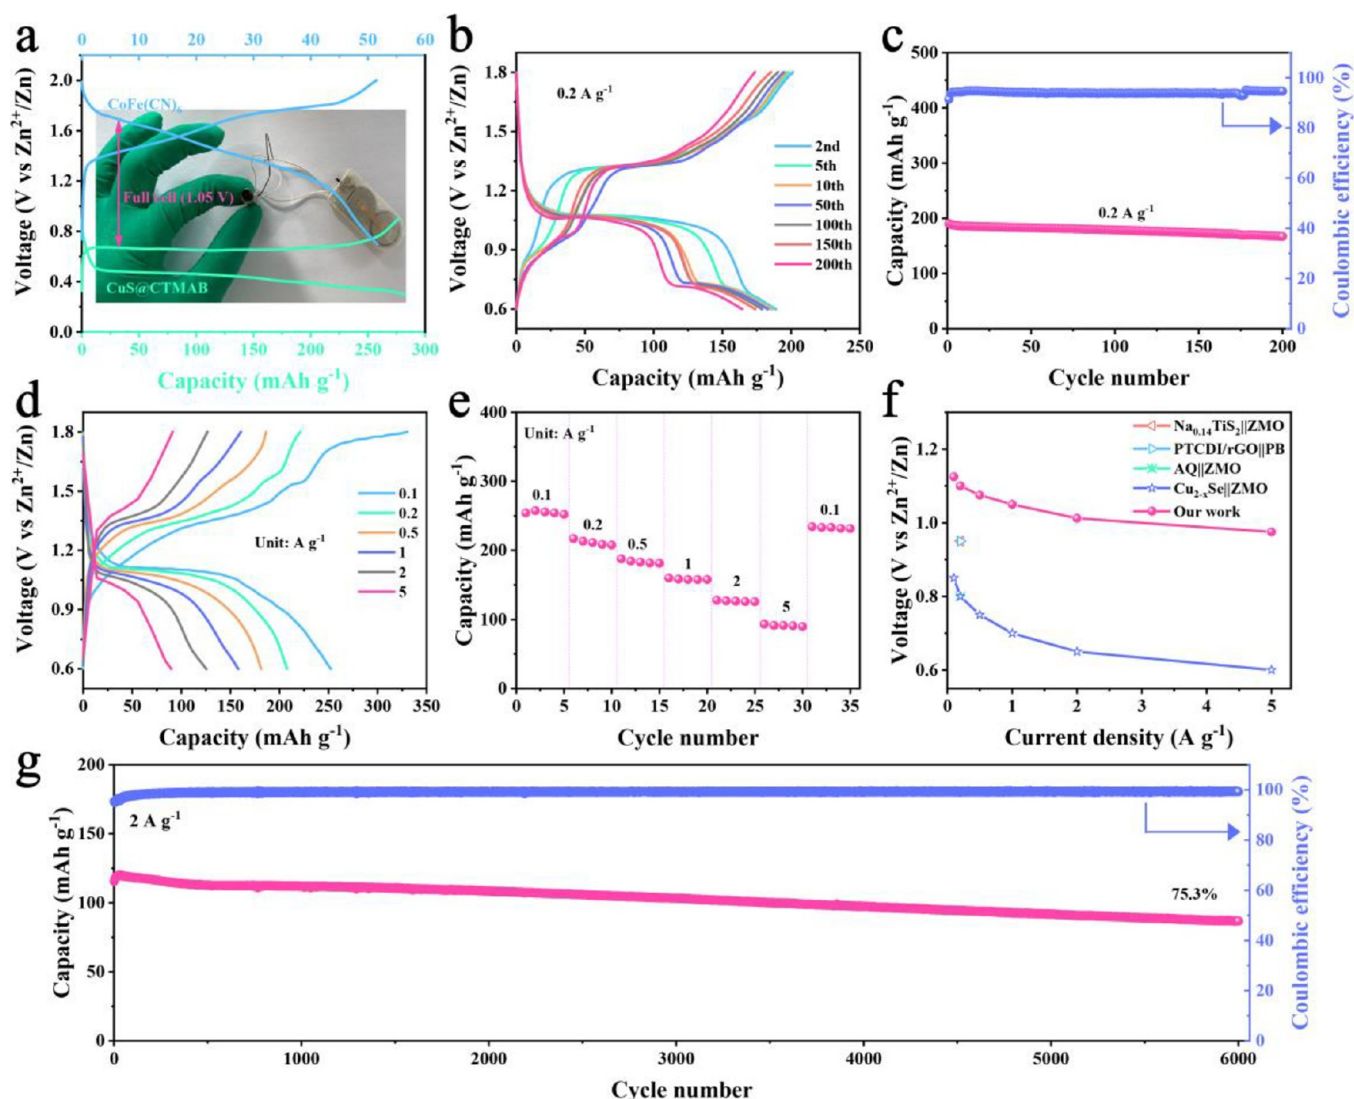 a
0 10 20 30 40 50 60
2.0
1.6
1.2
0.8
0.4
0.0
Voltage (V vs Zn²⁺/Zn)
CoFe(CN)₆
Full cell (1.05 V)
CuS@CTMAB
0 50 100 150 200 250 300
Capacity (mAh g⁻¹)
b
1.8
1.5
1.2
0.9
0.6
Voltage (V vs Zn²⁺/Zn)
0.2 A g⁻¹
2nd
5th
10th
50th
100th
150th
200th
0 50 100 150 200 250
Capacity (mAh g⁻¹)
c
500
400
300
200
100
0
Capacity (mAh g⁻¹)
0.2 A g⁻¹
100
80
60
40
20
0
Coulombic efficiency (%)
0 50 100 150 200
Cycle number
d
1.8
1.5
1.2
0.9
0.6
Voltage (V vs Zn²⁺/Zn)
Unit: A g⁻¹
0.1
0.2
0.5
1
2
5
0 50 100 150 200 250 300 350
Capacity (mAh g⁻¹)
e
400
300
200
100
0
Capacity (mAh g⁻¹)
Unit: A g⁻¹
0.1
0.2
0.5
1
2
5
0.1
0 5 10 15 20 25 30 35
Cycle number
f
1.2
1.0
0.8
0.6
Voltage (V vs Zn²⁺/Zn)
Na₀.₁₄TiS₂||ZMO
PTCDI/rGO||PB
AQ||ZMO
Cu₂₋ₓSe||ZMO
Our work
0 1 2 3 4 5
Current density (A g⁻¹)
g
200
150
100
50
0
Capacity (mAh g⁻¹)
2 A g⁻¹
75.3%
100
80
60
40
20
0
Coulombic efficiency (%)
0 1000 2000 3000 4000 5000 6000
Cycle number